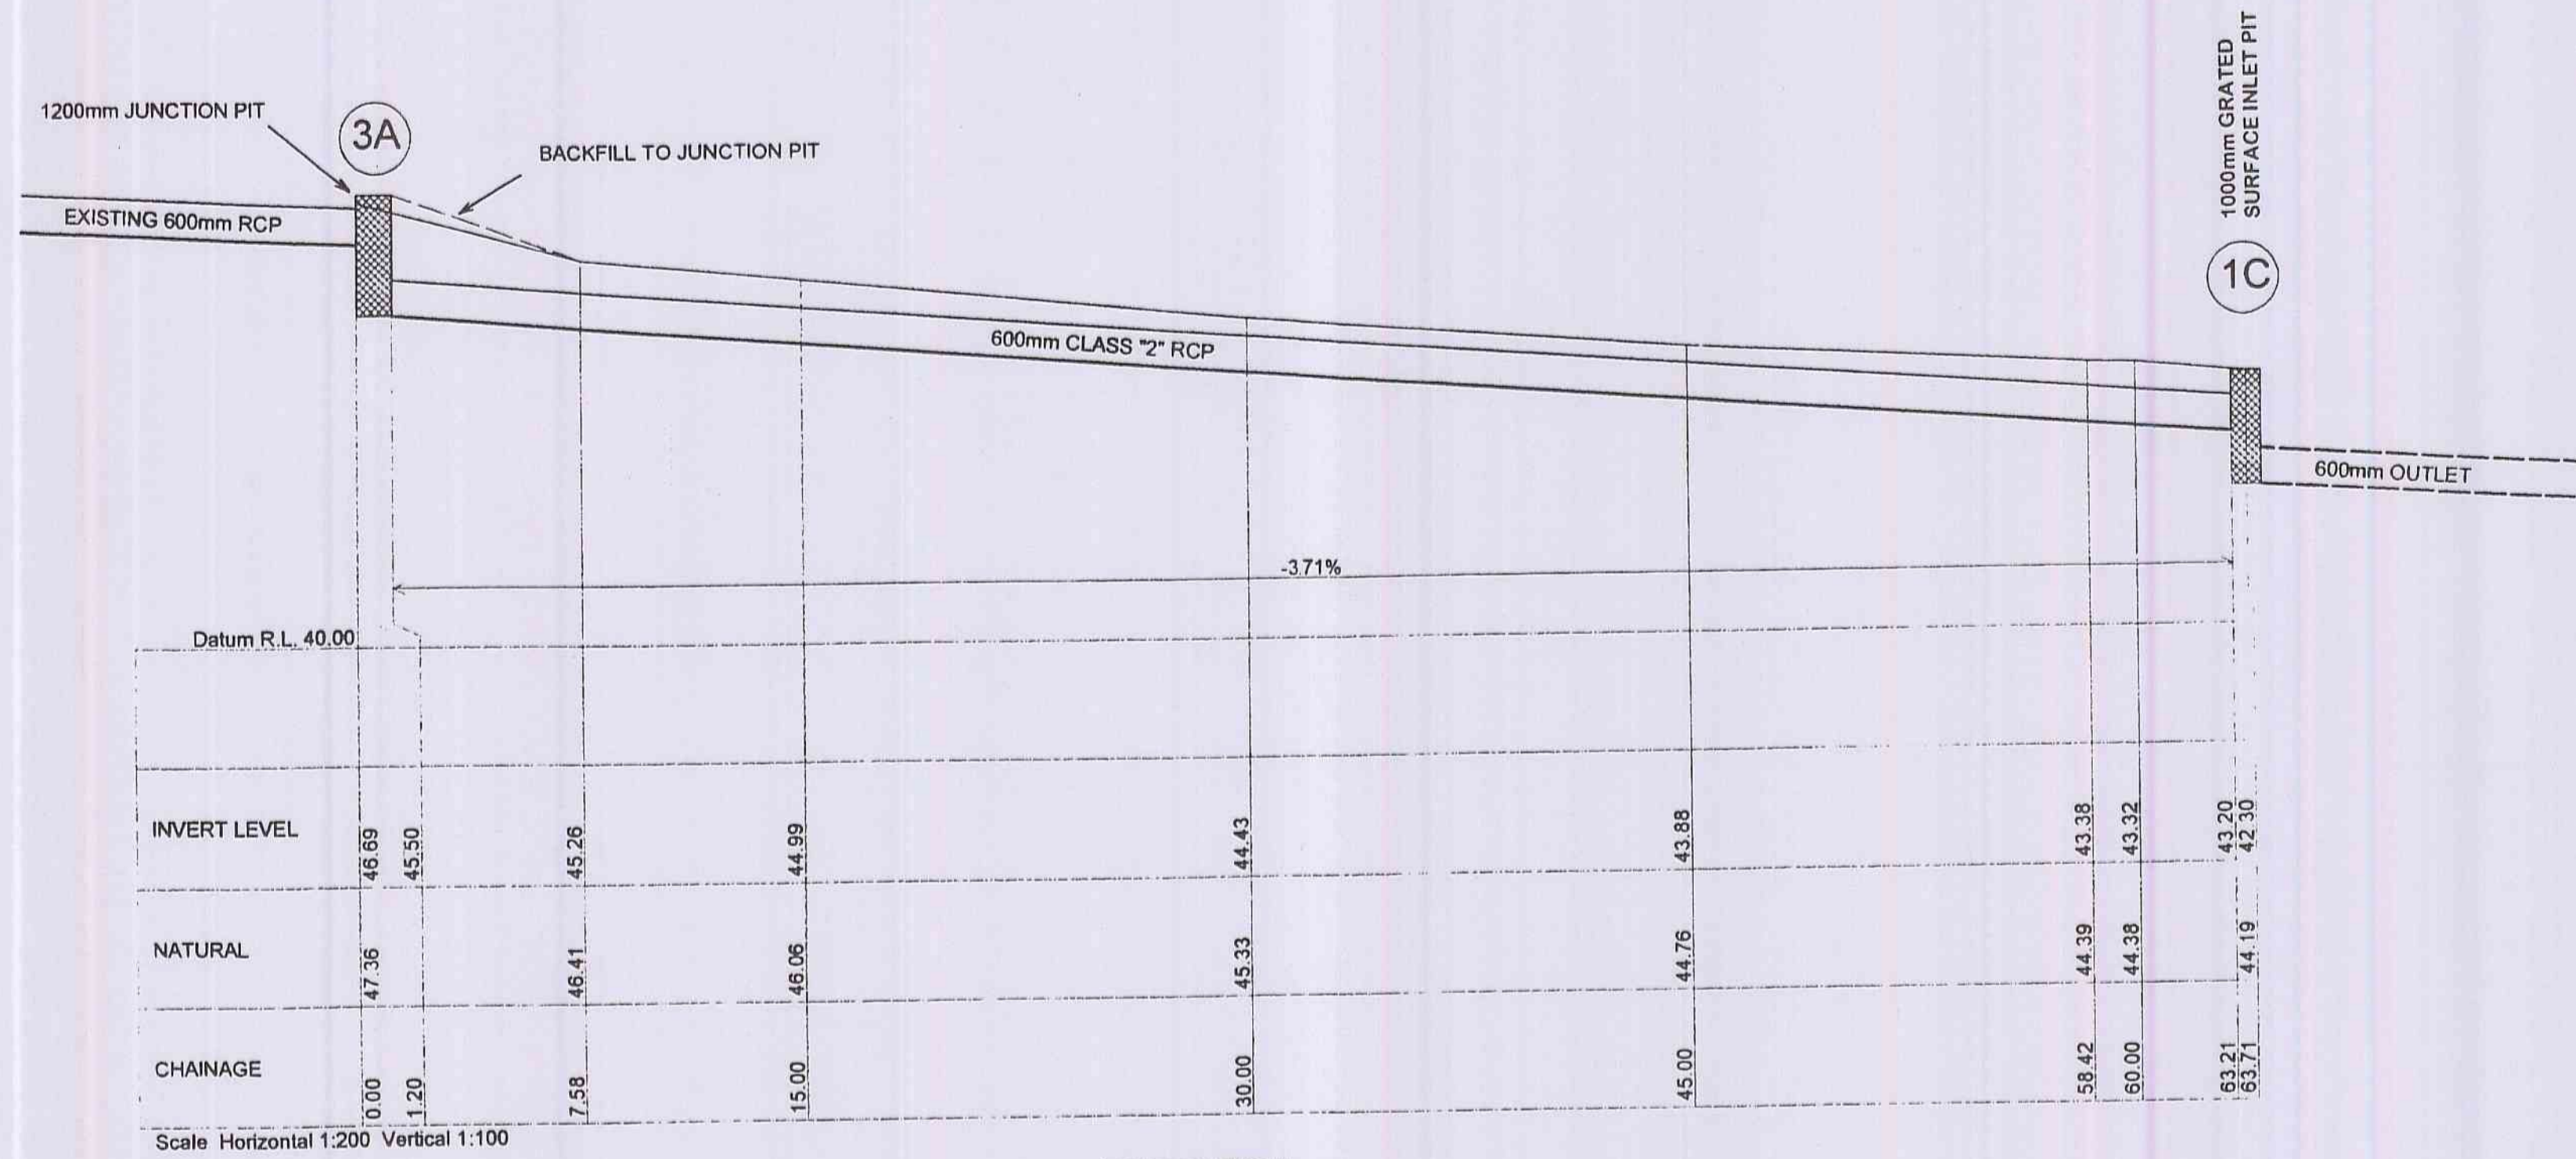 1000mm GRATED
SURFACE INLET PIT
1200mm JUNCTION PIT
3A
BACKFILL TO JUNCTION PIT
EXISTING 600mm RCP
1C
600mm CLASS "2" RCP
600mm OUTLET
-3.71%
Datum R.L. 40.00
INVERT LEVEL 46.69 45.50 45.26 44.99 44.43 43.88 43.38 43.32 43.20 42.30
NATURAL 47.36 46.41 46.06 45.33 44.76 44.39 44.38 44.19
CHAINAGE 0.00 1.20 7.58 15.00 30.00 45.00 58.42 60.00 63.21 63.71
Scale Horizontal 1:200 Vertical 1:100